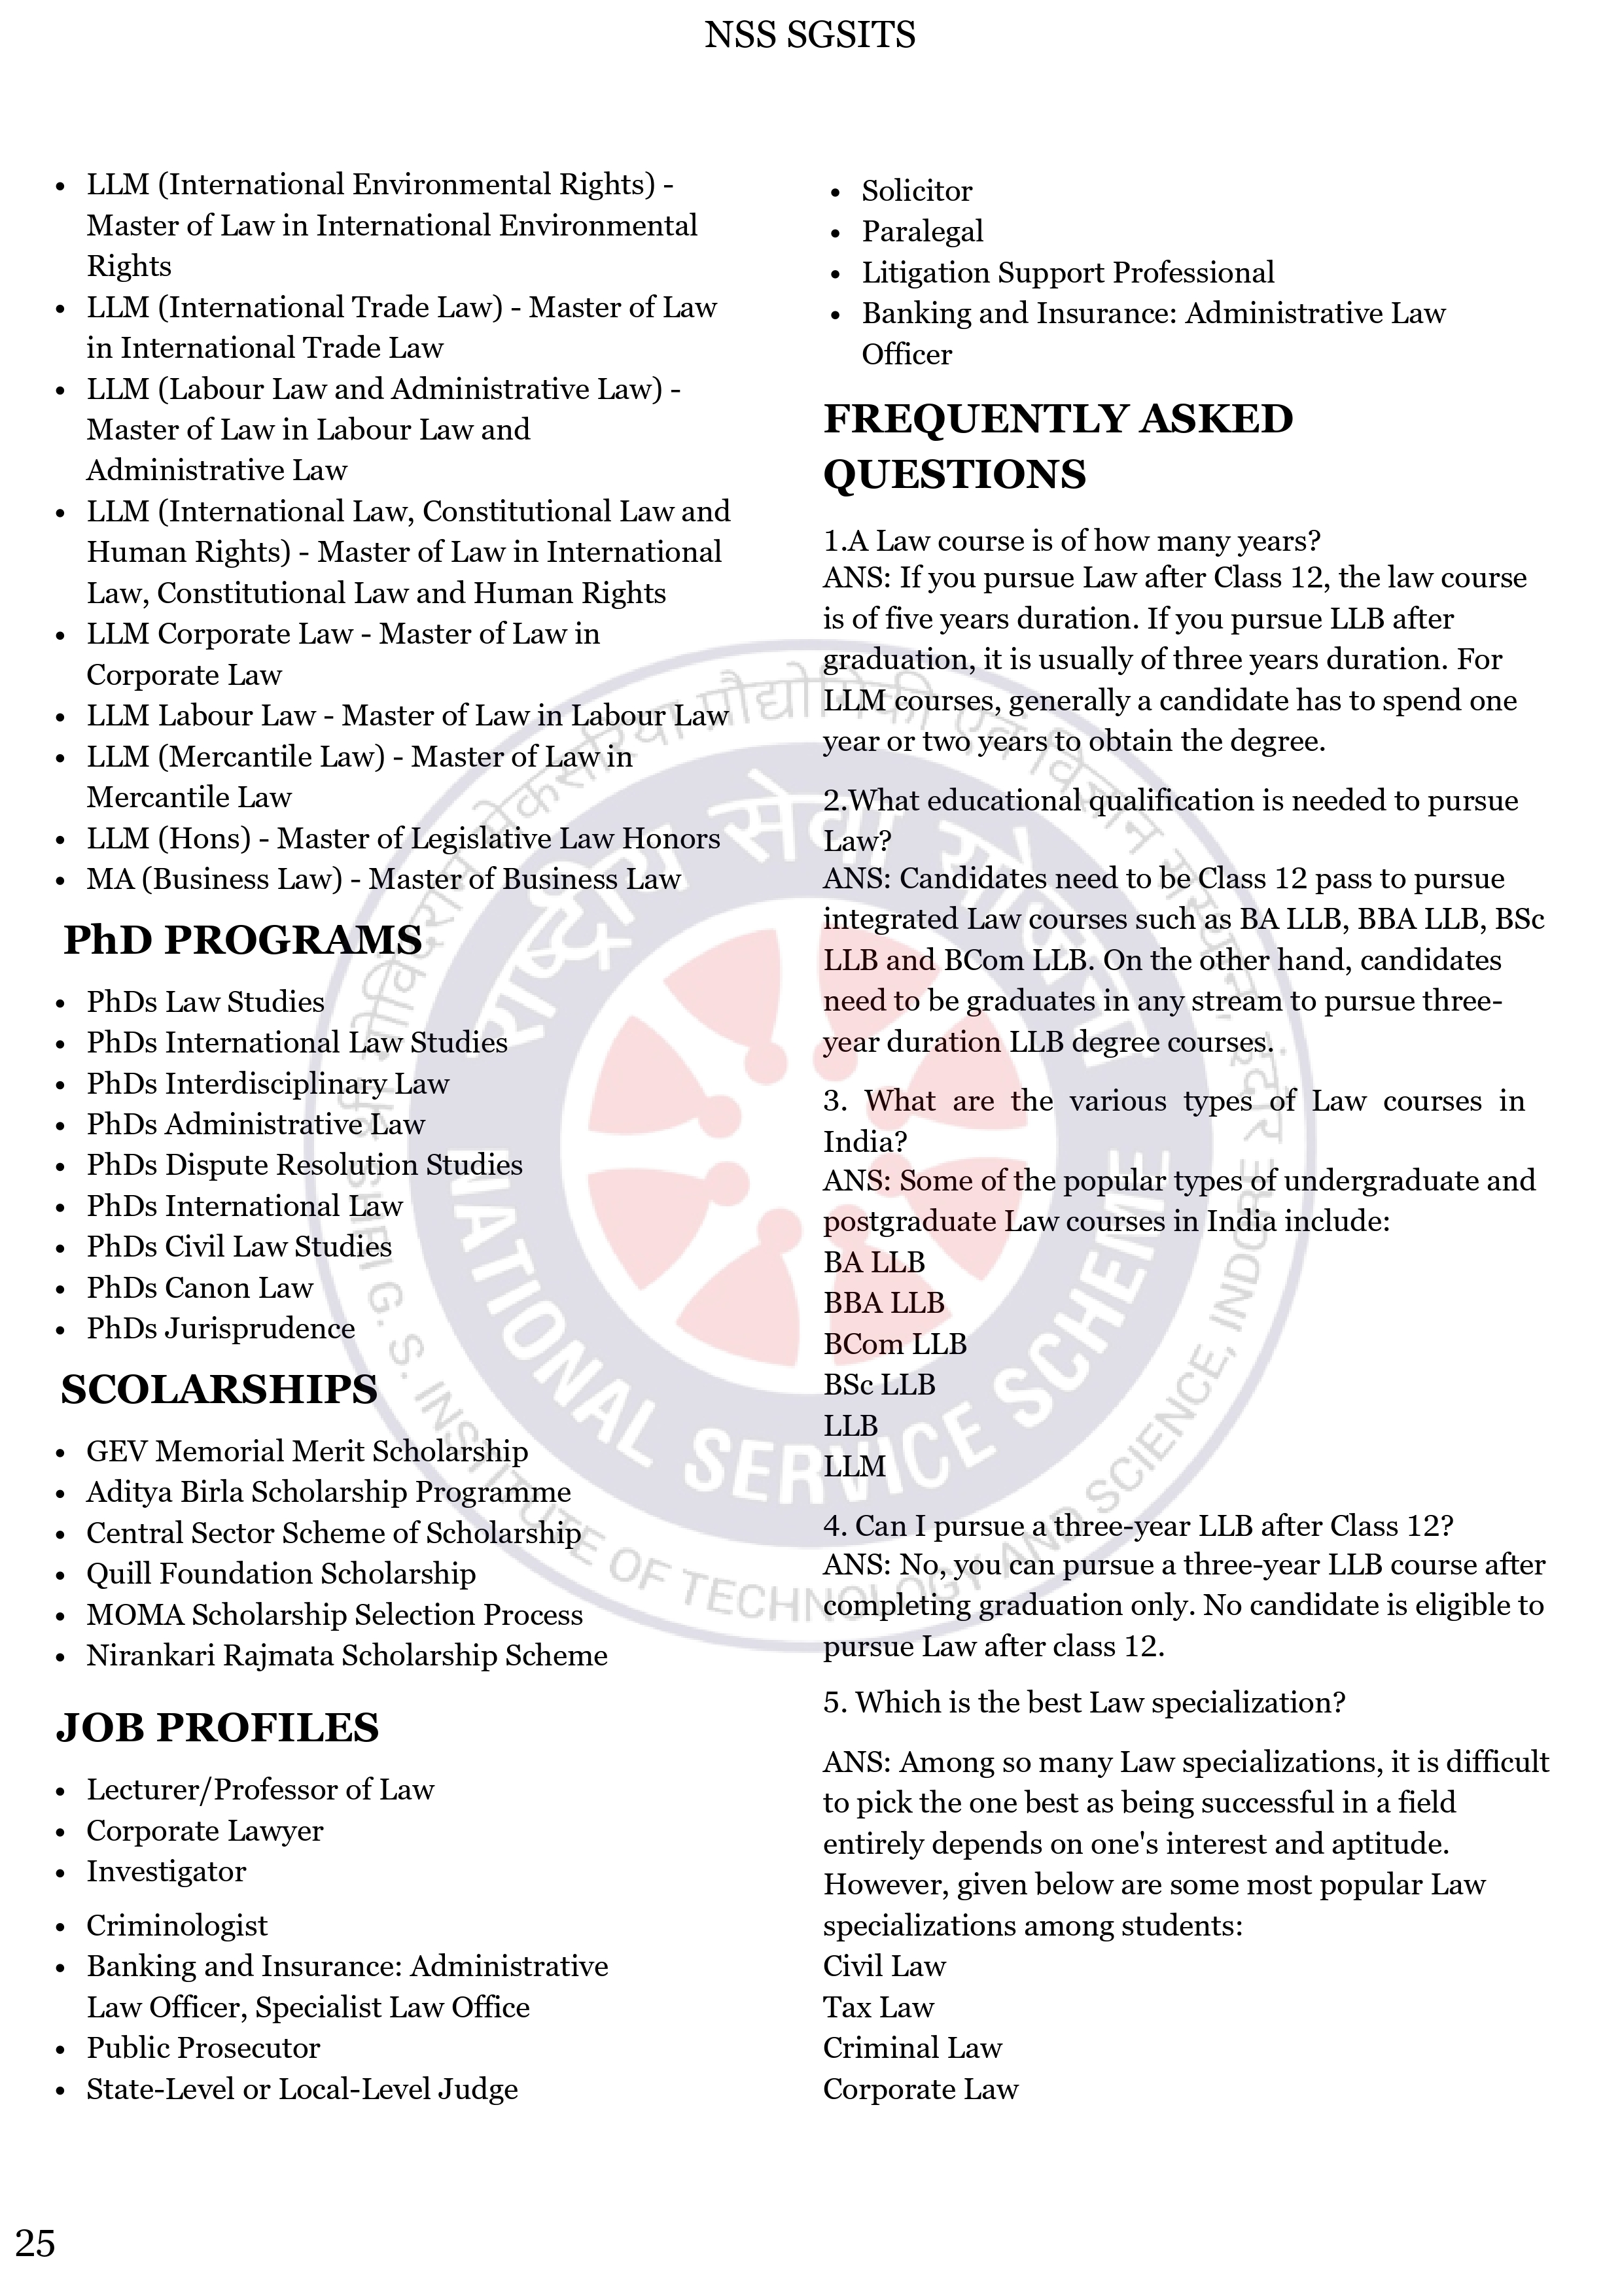 NSS SGSITS
• LLM (International Environmental Rights) -
Master of Law in International Environmental
Rights
• LLM (International Trade Law) - Master of Law
in International Trade Law
• LLM (Labour Law and Administrative Law) -
Master of Law in Labour Law and
Administrative Law
• LLM (International Law, Constitutional Law and
Human Rights) - Master of Law in International
Law, Constitutional Law and Human Rights
• LLM Corporate Law - Master of Law in
Corporate Law
• LLM Labour Law - Master of Law in Labour Law
• LLM (Mercantile Law) - Master of Law in
Mercantile Law
• LLM (Hons) - Master of Legislative Law Honors
• MA (Business Law) - Master of Business Law
PhD PROGRAMS
• PhDs Law Studies
• PhDs International Law Studies
• PhDs Interdisciplinary Law
• PhDs Administrative Law
• PhDs Dispute Resolution Studies
• PhDs International Law
• PhDs Civil Law Studies
• PhDs Canon Law
• PhDs Jurisprudence
SCOLARSHIPS
• GEV Memorial Merit Scholarship
• Aditya Birla Scholarship Programme
• Central Sector Scheme of Scholarship
• Quill Foundation Scholarship
• MOMA Scholarship Selection Process
• Nirankari Rajmata Scholarship Scheme
JOB PROFILES
• Lecturer/Professor of Law
• Corporate Lawyer
• Investigator
• Criminologist
• Banking and Insurance: Administrative
Law Officer, Specialist Law Office
• Public Prosecutor
• State-Level or Local-Level Judge
• Solicitor
• Paralegal
• Litigation Support Professional
• Banking and Insurance: Administrative Law
Officer
FREQUENTLY ASKED
QUESTIONS
1.A Law course is of how many years?
ANS: If you pursue Law after Class 12, the law course
is of five years duration. If you pursue LLB after
graduation, it is usually of three years duration. For
LLM courses, generally a candidate has to spend one
year or two years to obtain the degree.
2.What educational qualification is needed to pursue
Law?
ANS: Candidates need to be Class 12 pass to pursue
integrated Law courses such as BA LLB, BBA LLB, BSc
LLB and BCom LLB. On the other hand, candidates
need to be graduates in any stream to pursue three-
year duration LLB degree courses.
3. What are the various types of Law courses in
India?
ANS: Some of the popular types of undergraduate and
postgraduate Law courses in India include:
BA LLB
BBA LLB
BCom LLB
BSc LLB
LLB
LLM
4. Can I pursue a three-year LLB after Class 12?
ANS: No, you can pursue a three-year LLB course after
completing graduation only. No candidate is eligible to
pursue Law after class 12.
5. Which is the best Law specialization?
ANS: Among so many Law specializations, it is difficult
to pick the one best as being successful in a field
entirely depends on one's interest and aptitude.
However, given below are some most popular Law
specializations among students:
Civil Law
Tax Law
Criminal Law
Corporate Law
राष्ट्रीय सेवा योजना
NATIONAL SERVICE SCHEME
SHRI G. S. INSTITUTE OF TECHNOLOGY AND SCIENCE, INDORE
25